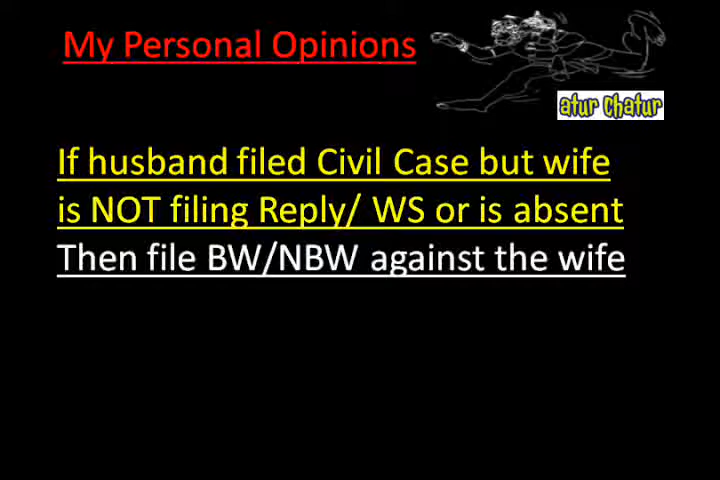 My Personal Opinions
atur chatur
If husband filed Civil Case but wife
is NOT filing Reply/ WS or is absent
Then file BW/NBW against the wife